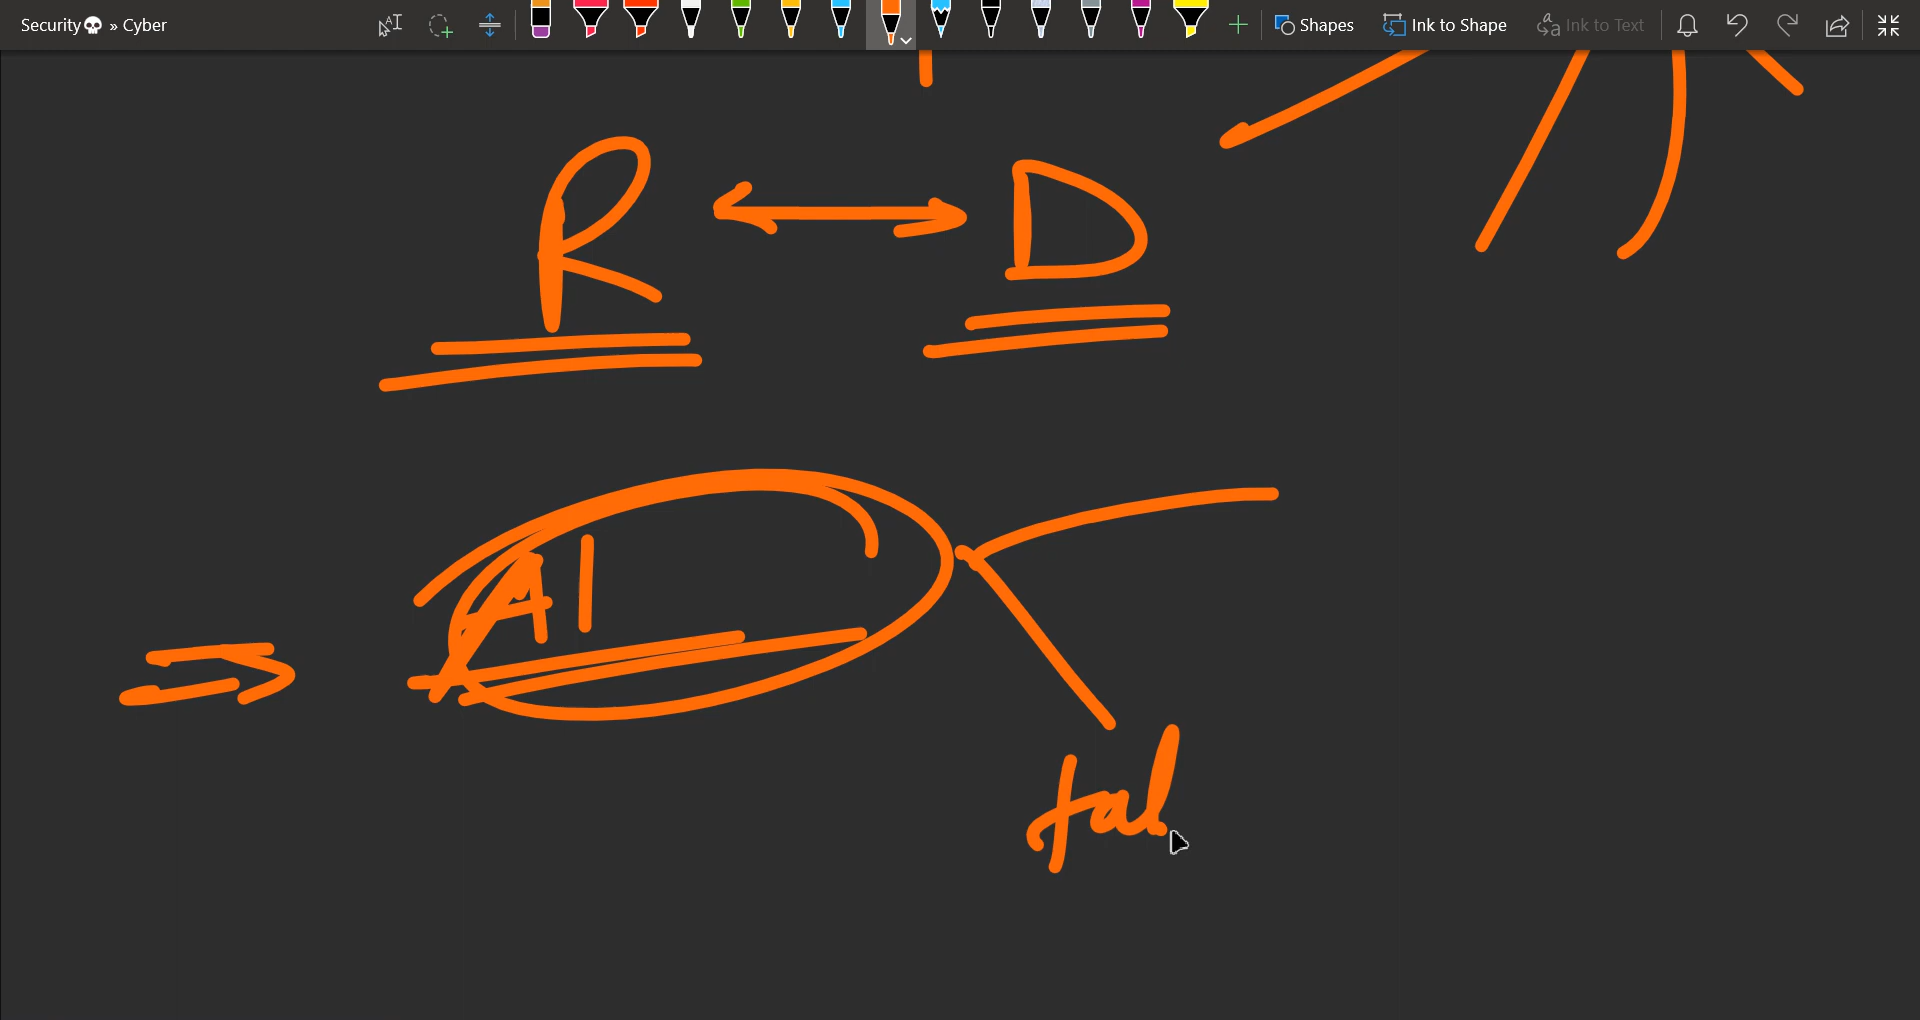 Security💀 » Cyber
Shapes
Ink to Shape
Ink to Text
R ↔ D
⇒ AI
fal